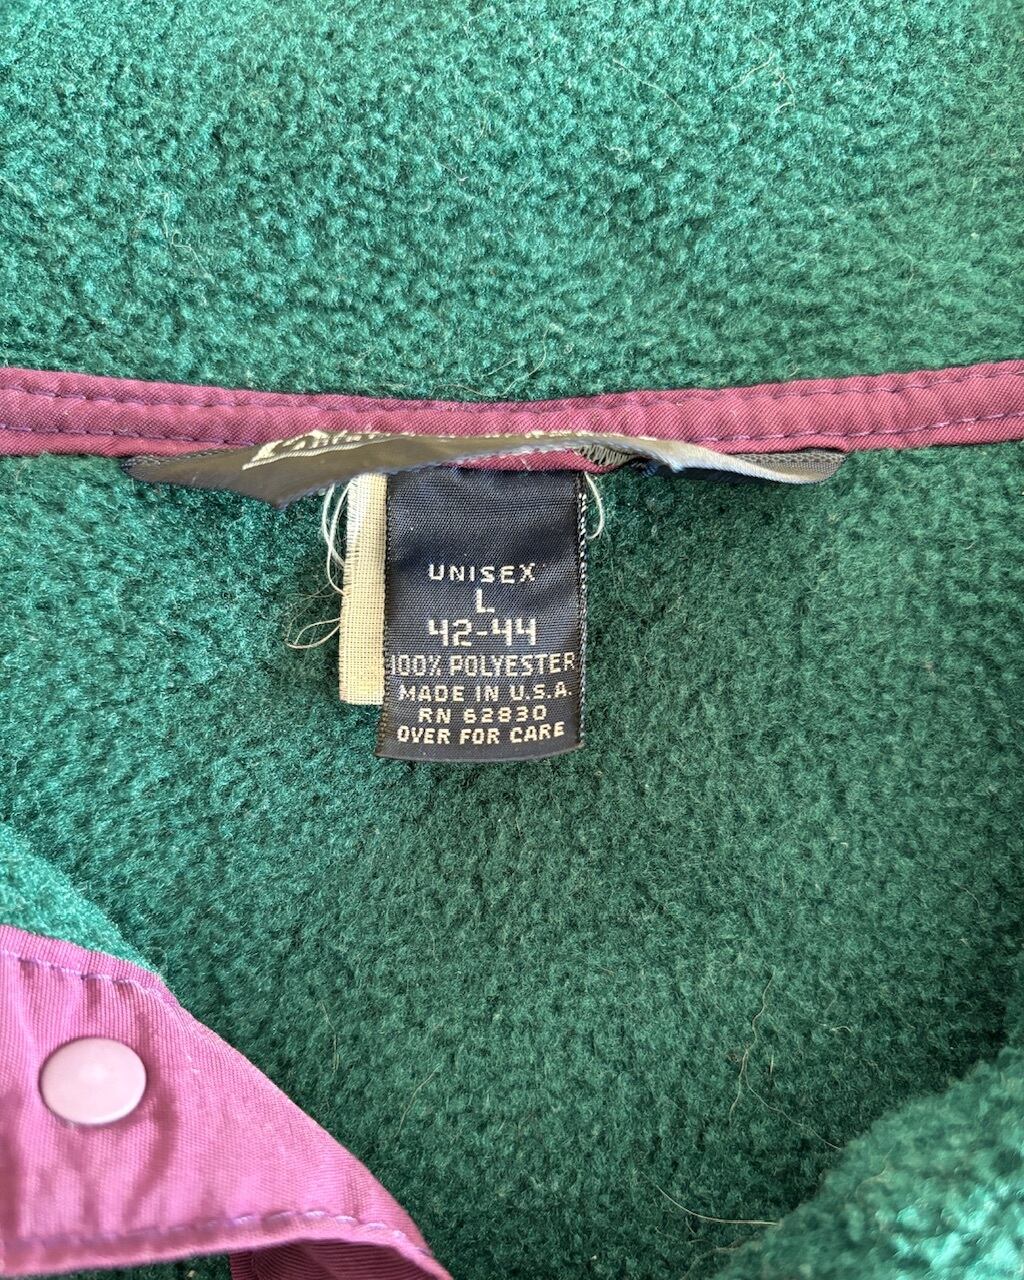 UNISEX
L
42-44
100% POLYESTER
MADE IN U.S.A.
RN 62830
OVER FOR CARE